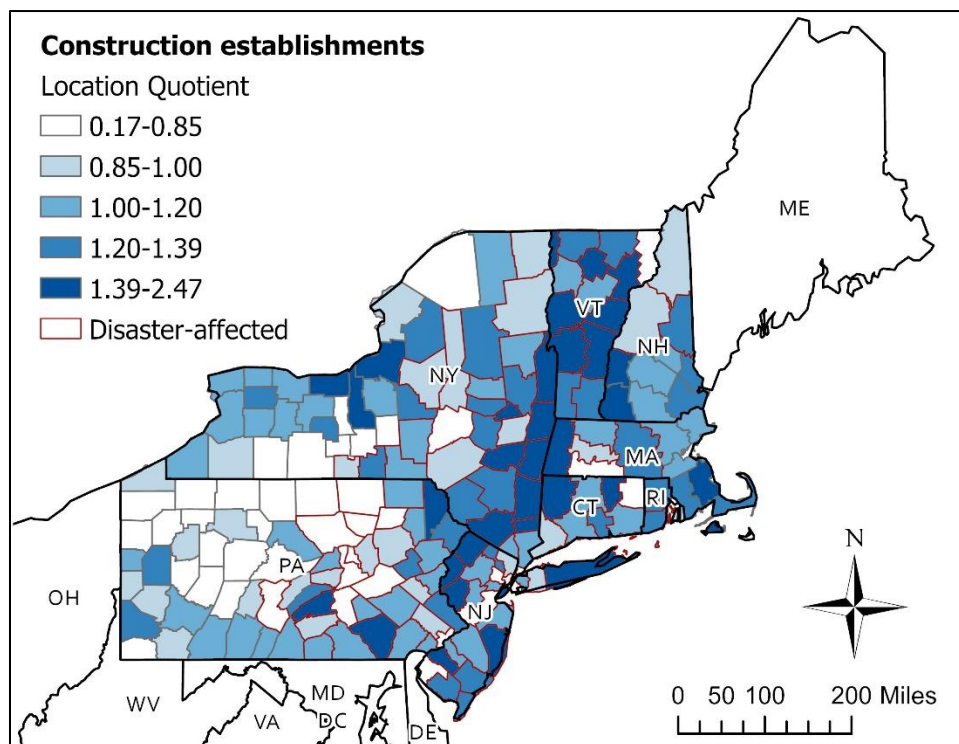 Construction establishments
Location Quotient
0.17-0.85
0.85-1.00
1.00-1.20
1.20-1.39
1.39-2.47
Disaster-affected
ME
VT
NH
NY
MA
CT
RI
PA
NJ
OH
WV
VA
MD
DC
DE
N
0 50 100 200 Miles